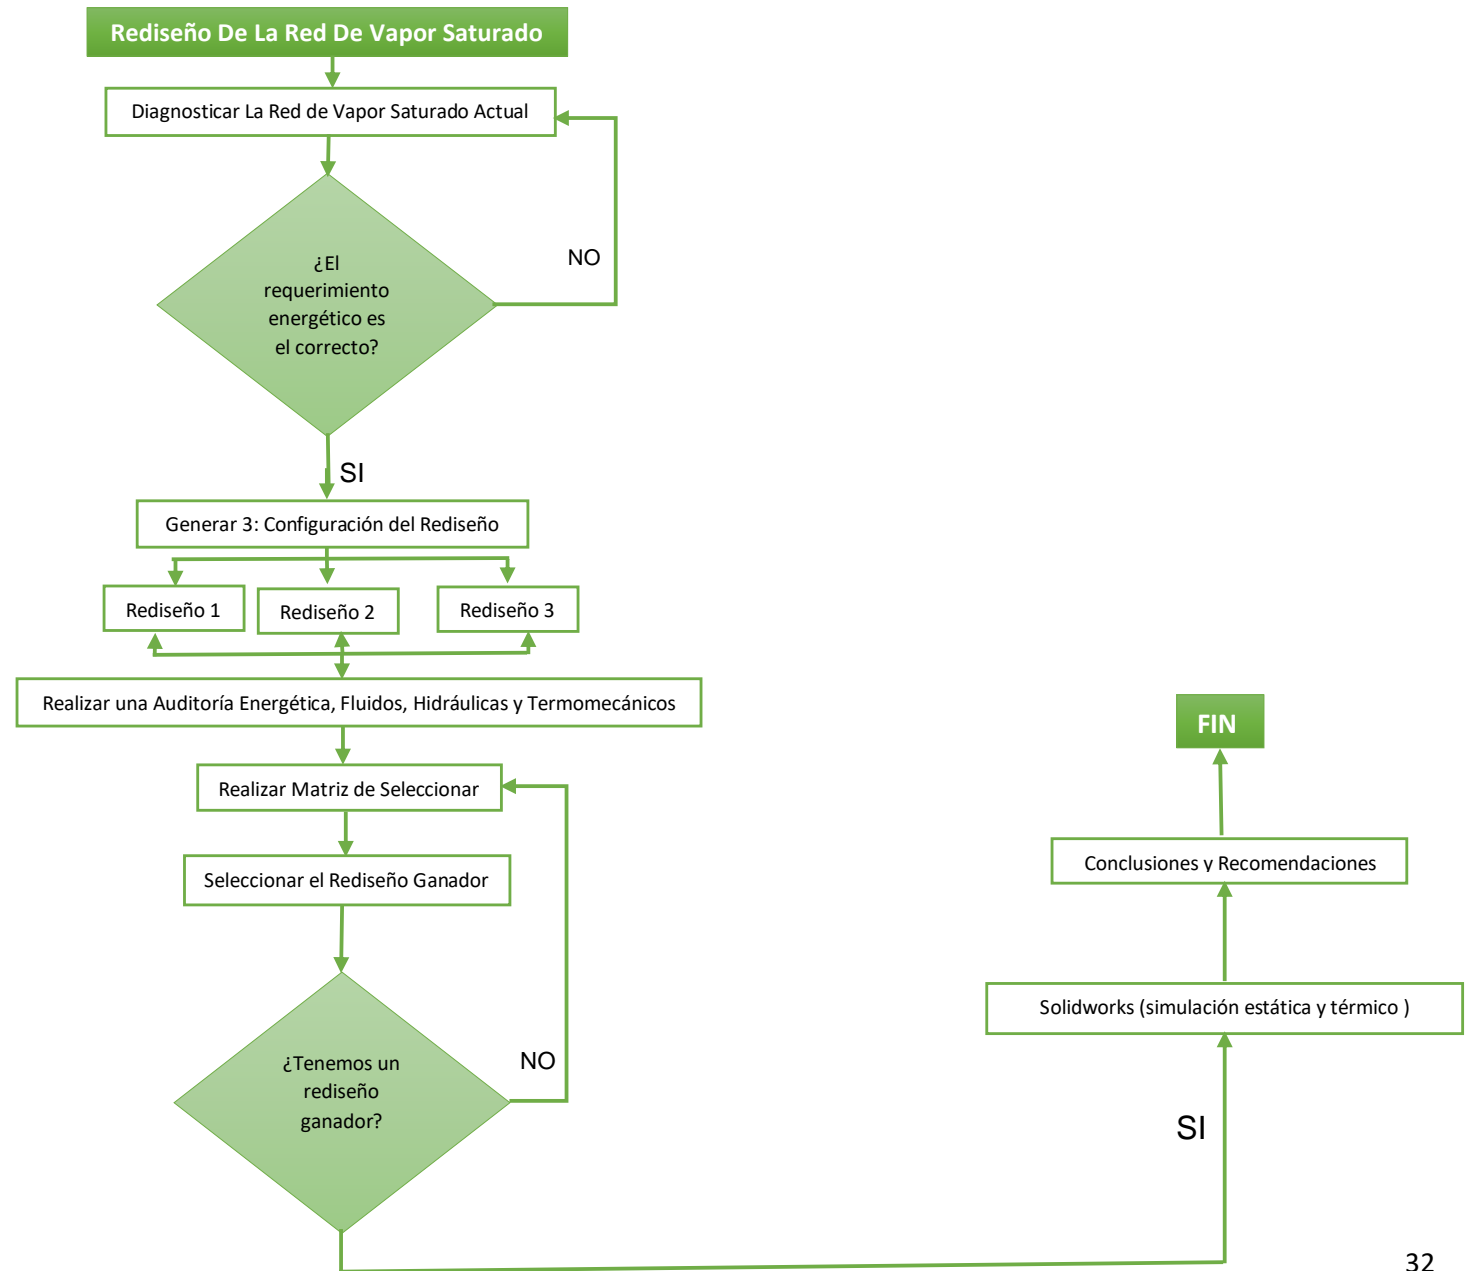 Rediseño De La Red De Vapor Saturado
Diagnosticar La Red de Vapor Saturado Actual
¿El
requerimiento
energético es
el correcto?
NO
SI
Generar 3: Configuración del Rediseño
Rediseño 1
Rediseño 2
Rediseño 3
Realizar una Auditoría Energética, Fluidos, Hidráulicas y Termomecánicos
Realizar Matriz de Seleccionar
Seleccionar el Rediseño Ganador
¿Tenemos un
rediseño
ganador?
NO
SI
Solidworks (simulación estática y térmico )
Conclusiones y Recomendaciones
FIN
32